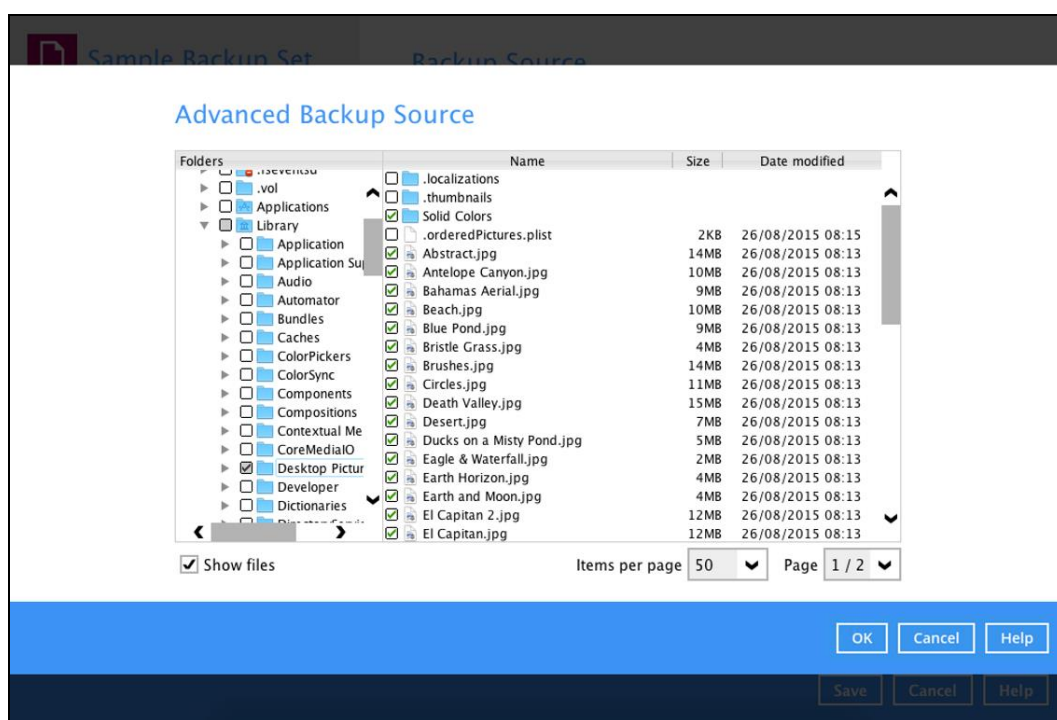 Sample Backup Set
Backup Source
Advanced Backup Source
Folders Name Size Date modified
.fseventsd
.vol
Applications
Library
Application
Application Sup
Audio
Automator
Bundles
Caches
ColorPickers
ColorSync
Components
Compositions
Contextual Me
CoreMediaIO
Desktop Pictur
Developer
Dictionaries
.localizations
.thumbnails
Solid Colors
.orderedPictures.plist 2KB 26/08/2015 08:15
Abstract.jpg 14MB 26/08/2015 08:13
Antelope Canyon.jpg 10MB 26/08/2015 08:13
Bahamas Aerial.jpg 9MB 26/08/2015 08:13
Beach.jpg 10MB 26/08/2015 08:13
Blue Pond.jpg 9MB 26/08/2015 08:13
Bristle Grass.jpg 4MB 26/08/2015 08:13
Brushes.jpg 14MB 26/08/2015 08:13
Circles.jpg 11MB 26/08/2015 08:13
Death Valley.jpg 15MB 26/08/2015 08:13
Desert.jpg 7MB 26/08/2015 08:13
Ducks on a Misty Pond.jpg 5MB 26/08/2015 08:13
Eagle & Waterfall.jpg 2MB 26/08/2015 08:13
Earth Horizon.jpg 4MB 26/08/2015 08:13
Earth and Moon.jpg 4MB 26/08/2015 08:13
El Capitan 2.jpg 12MB 26/08/2015 08:13
El Capitan.jpg 12MB 26/08/2015 08:13
Show files
Items per page 50 Page 1 / 2
OK Cancel Help
Save Cancel Help